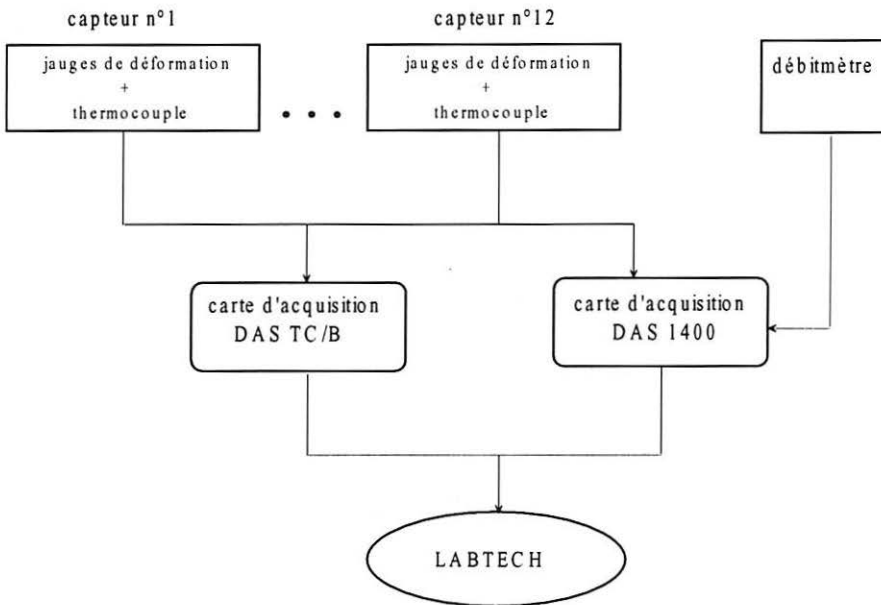 capteur n°1
capteur n°12
jauges de déformation
+
thermocouple
• • •
jauges de déformation
+
thermocouple
débitmètre
carte d'acquisition
DAS TC/B
carte d'acquisition
DAS 1400
LABTECH